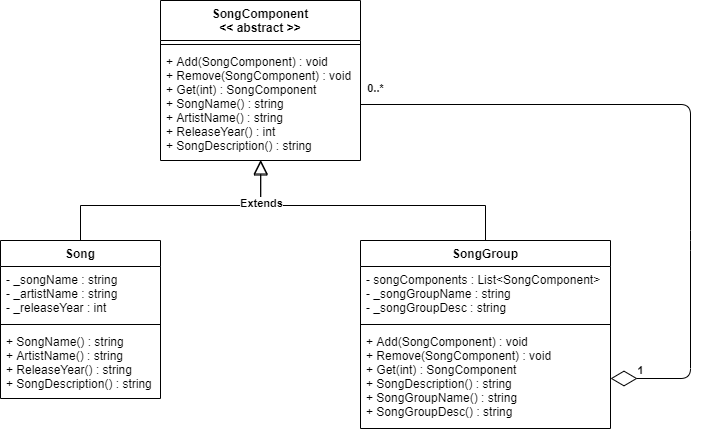 SongComponent
<< abstract >>
+ Add(SongComponent) : void
+ Remove(SongComponent) : void
+ Get(int) : SongComponent
+ SongName() : string
+ ArtistName() : string
+ ReleaseYear() : int
+ SongDescription() : string
0..*
Extends
Song
- _songName : string
- _artistName : string
- _releaseYear : int
+ SongName() : string
+ ArtistName() : string
+ ReleaseYear() : string
+ SongDescription() : string
SongGroup
- songComponents : List<SongComponent>
- _songGroupName : string
- _songGroupDesc : string
+ Add(SongComponent) : void
+ Remove(SongComponent) : void
+ Get(int) : SongComponent
+ SongDescription() : string
+ SongGroupName() : string
+ SongGroupDesc() : string
1